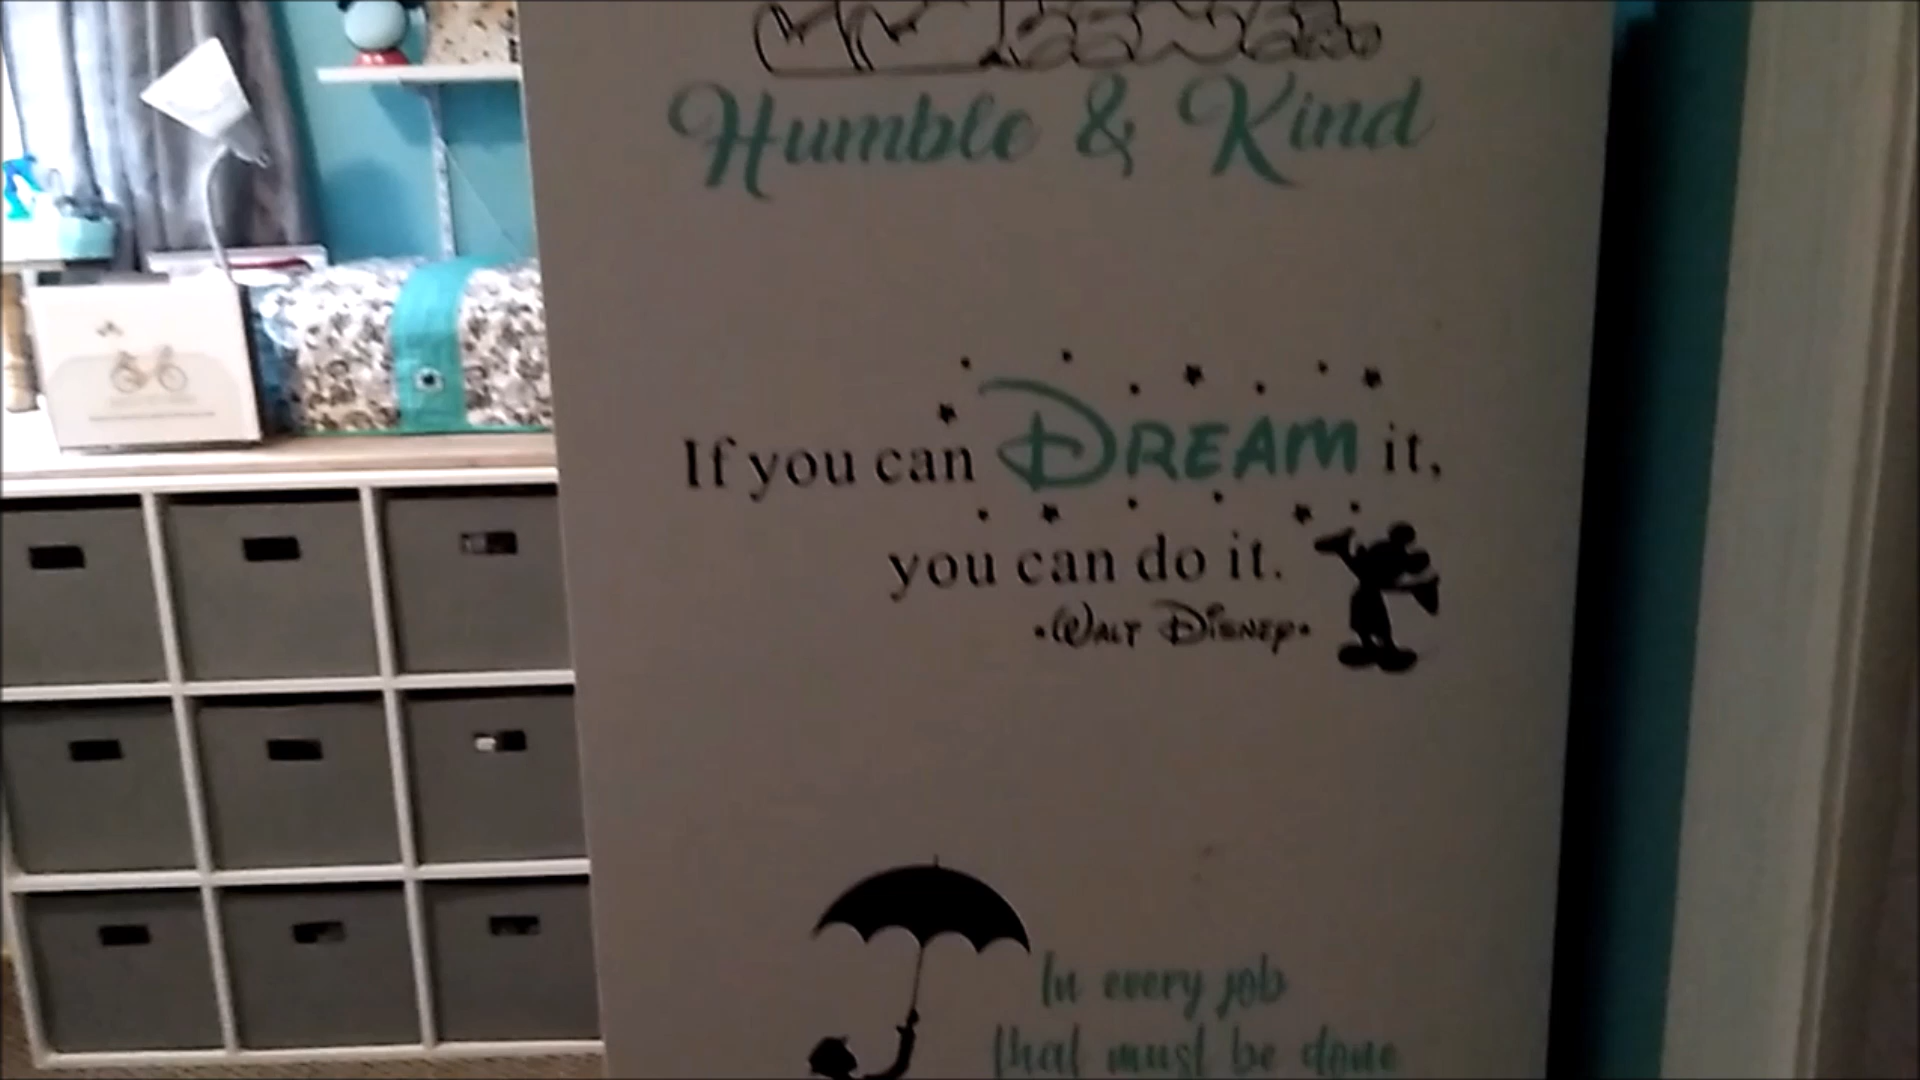 Humble & Kind
If you can DREAM it,
you can do it.
•WALT DISNEY•
In every job
that must be done